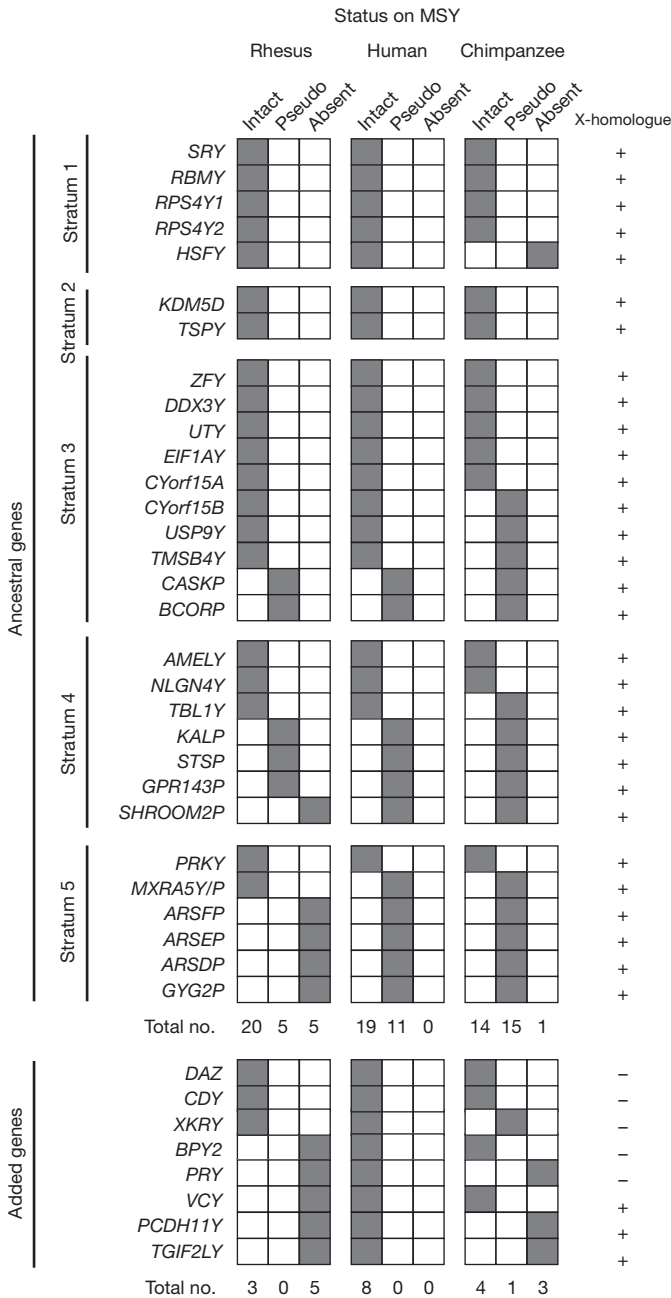 Status on MSY
Rhesus Human Chimpanzee
Intact Pseudo Absent Intact Pseudo Absent Intact Pseudo Absent X-homologue
Ancestral genes
Stratum 1
SRY +
RBMY +
RPS4Y1 +
RPS4Y2 +
HSFY +
Stratum 2
KDM5D +
TSPY +
Stratum 3
ZFY +
DDX3Y +
UTY +
EIF1AY +
CYorf15A +
CYorf15B +
USP9Y +
TMSB4Y +
CASKP +
BCORP +
Stratum 4
AMELY +
NLGN4Y +
TBL1Y +
KALP +
STSP +
GPR143P +
SHROOM2P +
Stratum 5
PRKY +
MXRA5Y/P +
ARSFP +
ARSEP +
ARSDP +
GYG2P +
Total no. 20 5 5 19 11 0 14 15 1
Added genes
DAZ –
CDY –
XKRY –
BPY2 –
PRY –
VCY +
PCDH11Y +
TGIF2LY +
Total no. 3 0 5 8 0 0 4 1 3